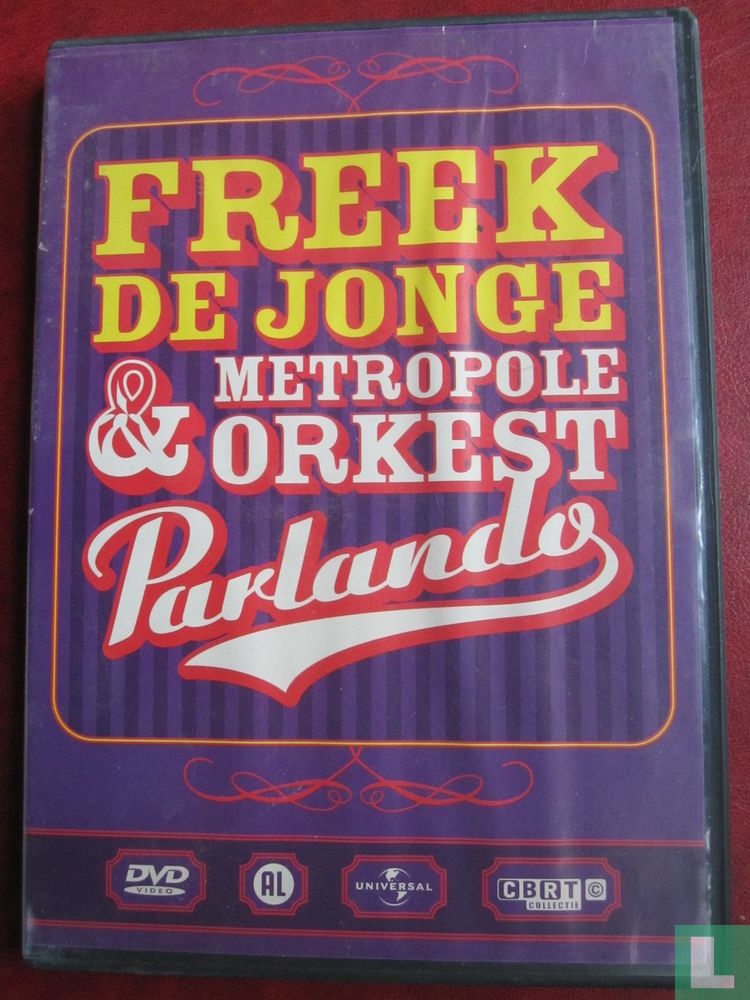 FREEK
DE JONGE
& METROPOLE
ORKEST
Parlando
DVD
VIDEO
AL
UNIVERSAL
CBRT ©
COLLECTIE
L